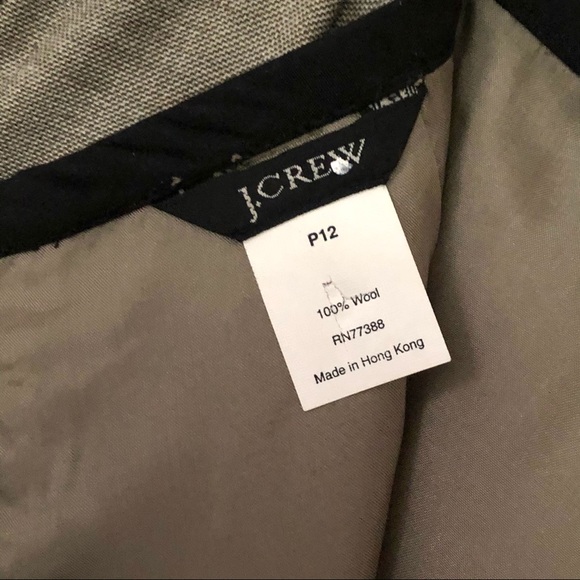 J.CREW
P12
100% Wool
RN77388
Made in Hong Kong